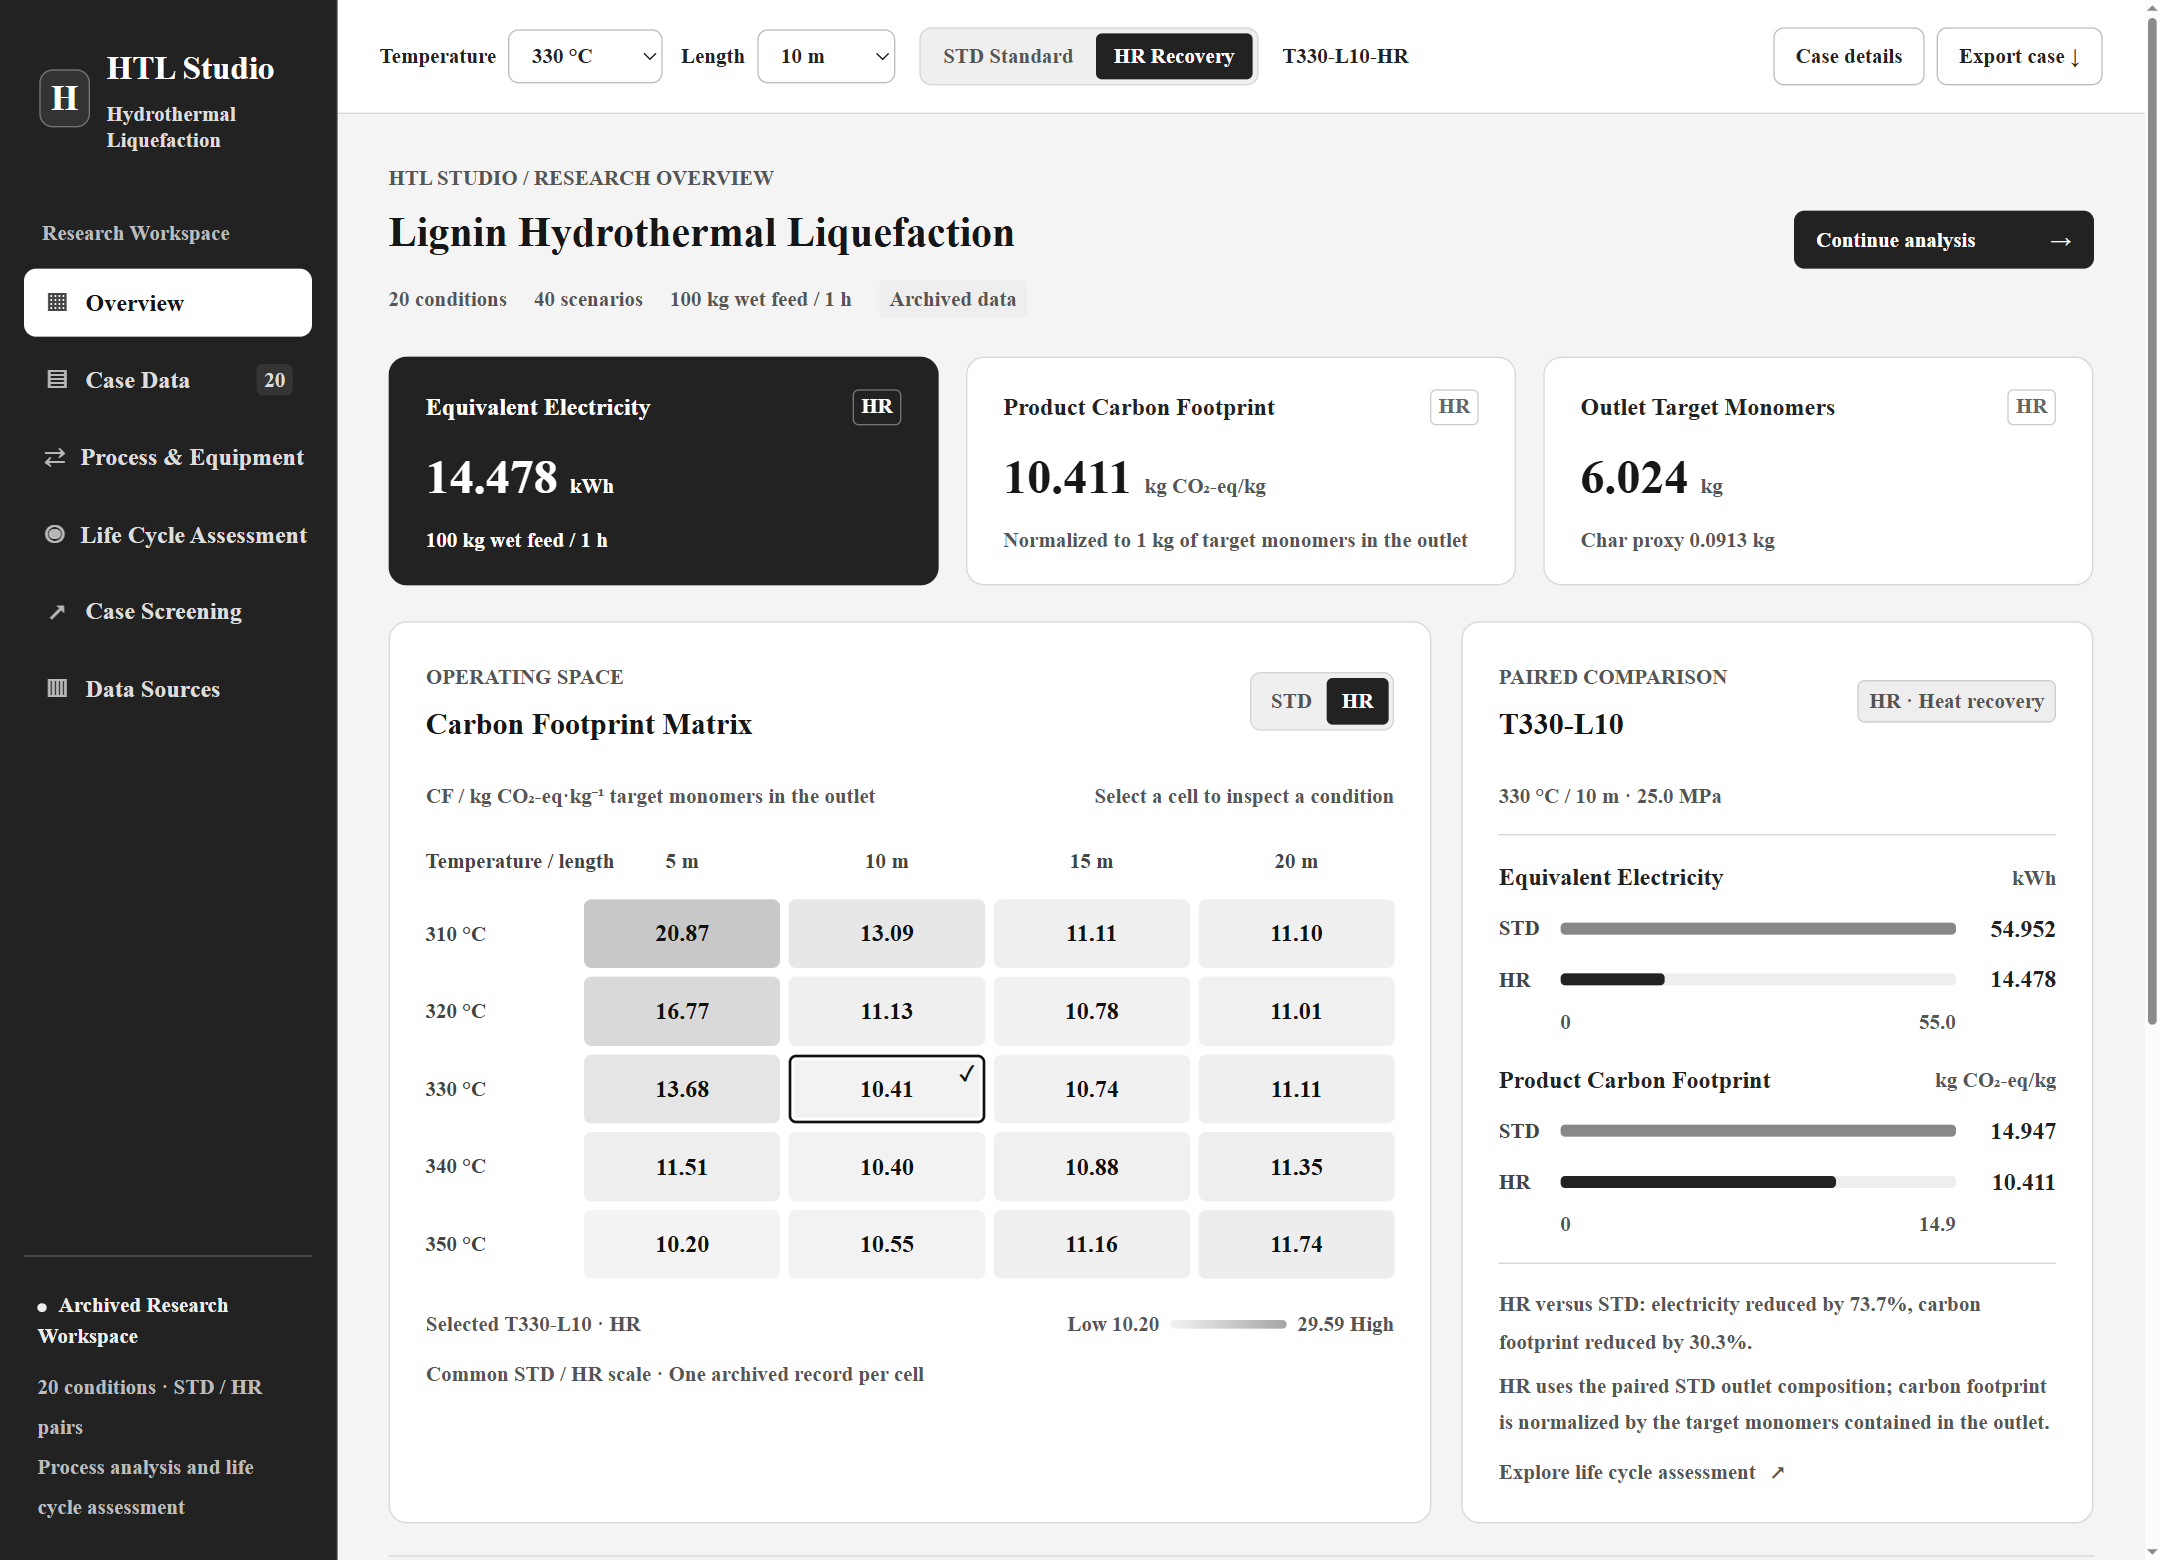 H
HTL Studio
Hydrothermal
Liquefaction
Research Workspace
Overview
Case Data 20
Process & Equipment
Life Cycle Assessment
Case Screening
Data Sources
Archived Research
Workspace
20 conditions · STD / HR
pairs
Process analysis and life
cycle assessment
Temperature 330 °C Length 10 m STD Standard HR Recovery T330-L10-HR Case details Export case ↓
HTL STUDIO / RESEARCH OVERVIEW
Lignin Hydrothermal Liquefaction
Continue analysis →
20 conditions 40 scenarios 100 kg wet feed / 1 h Archived data
Equivalent Electricity HR
14.478 kWh
100 kg wet feed / 1 h
Product Carbon Footprint HR
10.411 kg CO₂-eq/kg
Normalized to 1 kg of target monomers in the outlet
Outlet Target Monomers HR
6.024 kg
Char proxy 0.0913 kg
OPERATING SPACE
Carbon Footprint Matrix
STD HR
CF / kg CO₂-eq·kg⁻¹ target monomers in the outlet Select a cell to inspect a condition
Temperature / length 5 m 10 m 15 m 20 m
310 °C 20.87 13.09 11.11 11.10
320 °C 16.77 11.13 10.78 11.01
330 °C 13.68 10.41 ✓ 10.74 11.11
340 °C 11.51 10.40 10.88 11.35
350 °C 10.20 10.55 11.16 11.74
Selected T330-L10 · HR Low 10.20 29.59 High
Common STD / HR scale · One archived record per cell
PAIRED COMPARISON
T330-L10
HR · Heat recovery
330 °C / 10 m · 25.0 MPa
Equivalent Electricity kWh
STD 54.952
HR 14.478
0 55.0
Product Carbon Footprint kg CO₂-eq/kg
STD 14.947
HR 10.411
0 14.9
HR versus STD: electricity reduced by 73.7%, carbon
footprint reduced by 30.3%.
HR uses the paired STD outlet composition; carbon footprint
is normalized by the target monomers contained in the outlet.
Explore life cycle assessment ↗